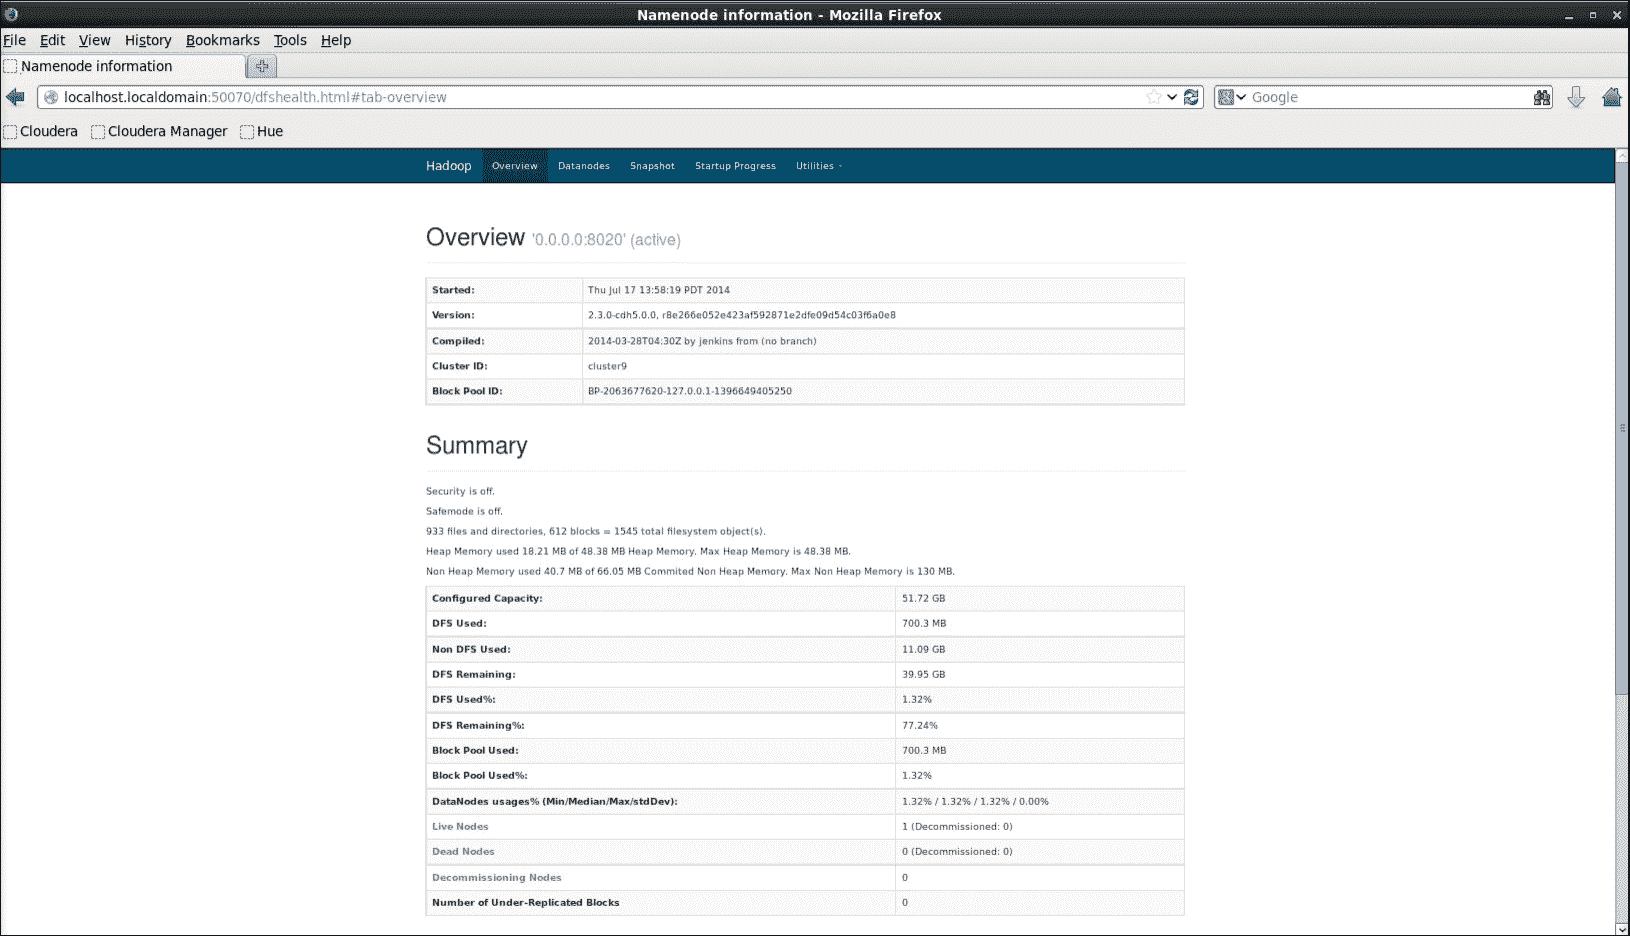 Namenode information - Mozilla Firefox
File Edit View History Bookmarks Tools Help
Namenode information
localhost.localdomain:50070/dfshealth.html#tab-overview Google
Cloudera Cloudera Manager Hue
Hadoop Overview Datanodes Snapshot Startup Progress Utilities
Overview '0.0.0.0:8020' (active)
Started: Thu Jul 17 13:58:19 PDT 2014
Version: 2.3.0-cdh5.0.0, r8e266e052e423af592871e2dfe09d54c03f6a0e8
Compiled: 2014-03-28T04:30Z by jenkins from (no branch)
Cluster ID: cluster9
Block Pool ID: BP-2063677620-127.0.0.1-1396649405250
Summary
Security is off.
Safemode is off.
933 files and directories, 612 blocks = 1545 total filesystem object(s).
Heap Memory used 18.21 MB of 48.38 MB Heap Memory. Max Heap Memory is 48.38 MB.
Non Heap Memory used 40.7 MB of 66.05 MB Commited Non Heap Memory. Max Non Heap Memory is 130 MB.
Configured Capacity: 51.72 GB
DFS Used: 700.3 MB
Non DFS Used: 11.09 GB
DFS Remaining: 39.95 GB
DFS Used%: 1.32%
DFS Remaining%: 77.24%
Block Pool Used: 700.3 MB
Block Pool Used%: 1.32%
DataNodes usages% (Min/Median/Max/stdDev): 1.32% / 1.32% / 1.32% / 0.00%
Live Nodes 1 (Decommissioned: 0)
Dead Nodes 0 (Decommissioned: 0)
Decommissioning Nodes 0
Number of Under-Replicated Blocks 0